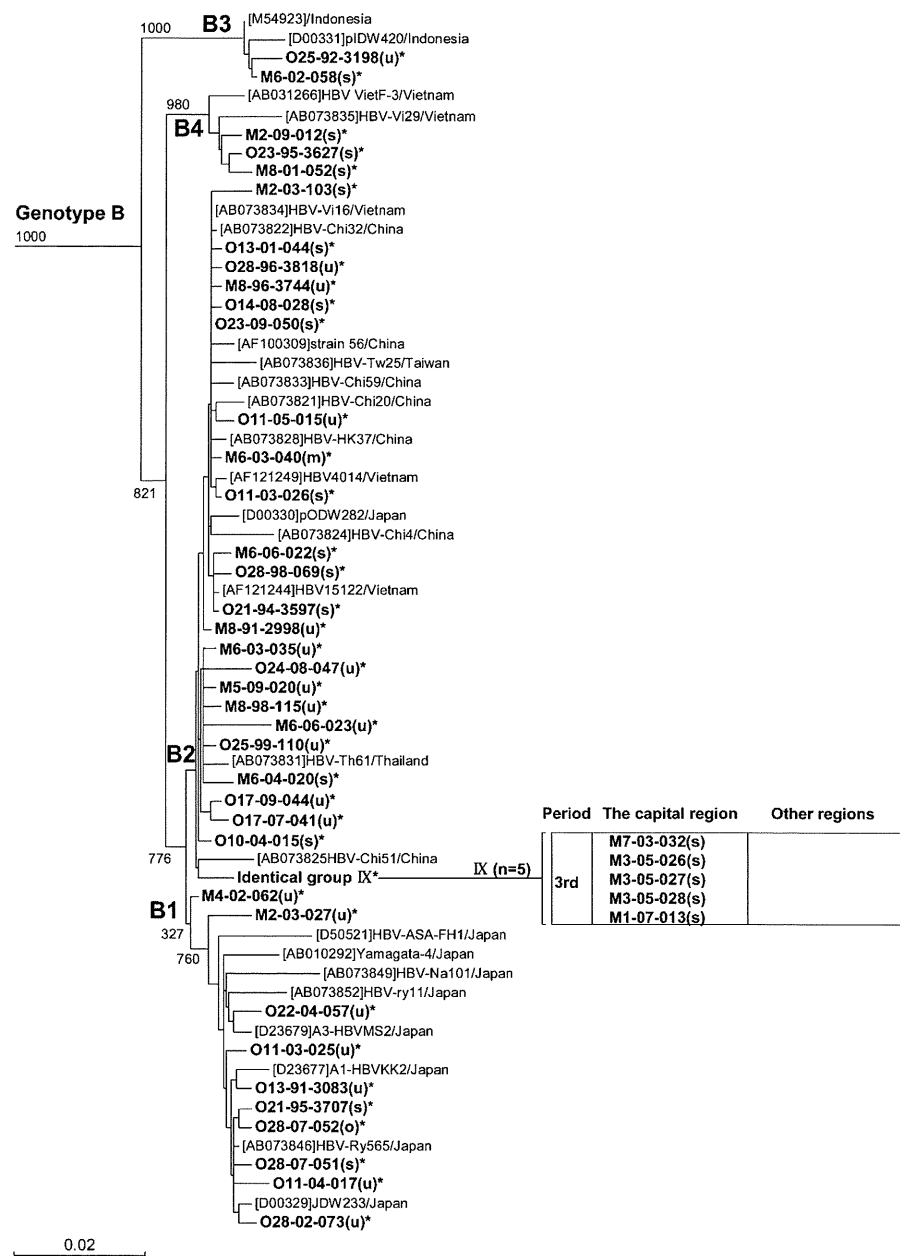 [M54923]/Indonesia
B3
1000
[D00331]pIDW420/Indonesia
O25-92-3198(u)*
M6-02-058(s)*
[AB031266]HBV VietF-3/Vietnam
980
[AB073835]HBV-Vi29/Vietnam
B4
M2-09-012(s)*
O23-95-3627(s)*
M8-01-052(s)*
M2-03-103(s)*
Genotype B
[AB073834]HBV-Vi16/Vietnam
1000
[AB073822]HBV-Chi32/China
O13-01-044(s)*
O28-96-3818(u)*
M8-96-3744(u)*
O14-08-028(s)*
O23-09-050(s)*
[AF100309]strain 56/China
[AB073836]HBV-Tw25/Taiwan
[AB073833]HBV-Chi59/China
[AB073821]HBV-Chi20/China
O11-05-015(u)*
[AB073828]HBV-HK37/China
M6-03-040(m)*
[AF121249]HBV4014/Vietnam
821
O11-03-026(s)*
[D00330]pODW282/Japan
[AB073824]HBV-Chi4/China
M6-06-022(s)*
O28-98-069(s)*
[AF121244]HBV15122/Vietnam
O21-94-3597(s)*
M8-91-2998(u)*
M6-03-035(u)*
O24-08-047(u)*
M5-09-020(u)*
M8-98-115(u)*
M6-06-023(u)*
O25-99-110(u)*
B2
[AB073831]HBV-Th61/Thailand
M6-04-020(s)*
O17-09-044(u)*
O17-07-041(u)*
O10-04-015(s)*
776
[AB073825HBV-Chi51/China
Identical group Ⅸ*
Ⅸ (n=5)
Period The capital region Other regions
M7-03-032(s)
M3-05-026(s)
3rd M3-05-027(s)
M3-05-028(s)
M1-07-013(s)
M4-02-062(u)*
B1
M2-03-027(u)*
327
[D50521]HBV-ASA-FH1/Japan
760
[AB010292]Yamagata-4/Japan
[AB073849]HBV-Na101/Japan
[AB073852]HBV-ry11/Japan
O22-04-057(u)*
[D23679]A3-HBVMS2/Japan
O11-03-025(u)*
[D23677]A1-HBVKK2/Japan
O13-91-3083(u)*
O21-95-3707(s)*
O28-07-052(o)*
[AB073846]HBV-Ry565/Japan
O28-07-051(s)*
O11-04-017(u)*
[D00329]JDW233/Japan
O28-02-073(u)*
0.02